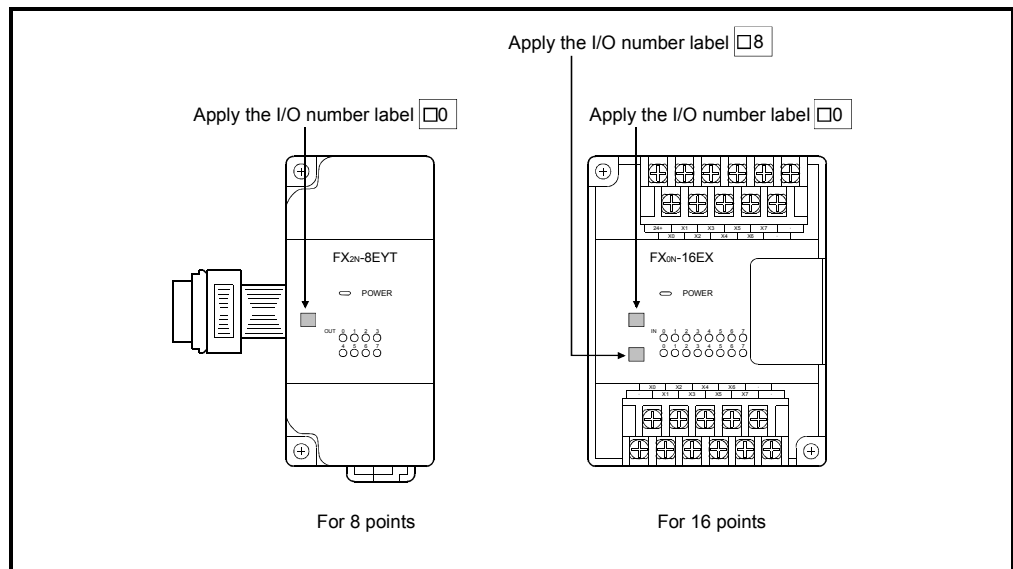 Apply the I/O number label □8
Apply the I/O number label □0
Apply the I/O number label □0
FX2N-8EYT
POWER
OUT 0 1 2 3
4 5 6 7
24+ X1 X3 X5 X7 -
X0 X2 X4 X6 -
FX0N-16EX
POWER
IN 0 1 2 3 4 5 6 7
0 1 2 3 4 5 6 7
X0 X2 X4 X6 -
- X1 X3 X5 X7 -
For 8 points
For 16 points